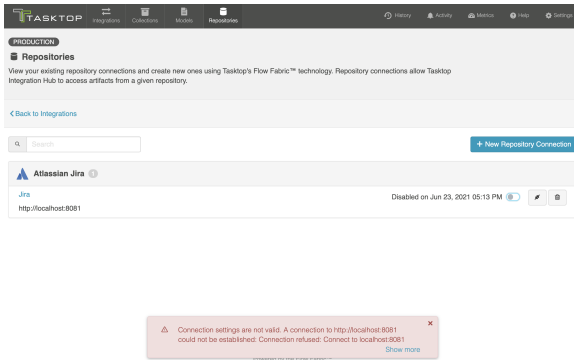 TASKTOP
Integrations
Collections
Models
Repositories
History
Activity
Metrics
Help
Settings
PRODUCTION
Repositories
View your existing repository connections and create new ones using Tasktop's Flow Fabric™ technology. Repository connections allow Tasktop
Integration Hub to access artifacts from a given repository.
Back to Integrations
Search
+ New Repository Connection
Atlassian Jira 1
Jira
Disabled on Jun 23, 2021 05:13 PM
http://localhost:8081
Connection settings are not valid. A connection to http://localhost:8081
could not be established: Connection refused: Connect to localhost:8081
Show more